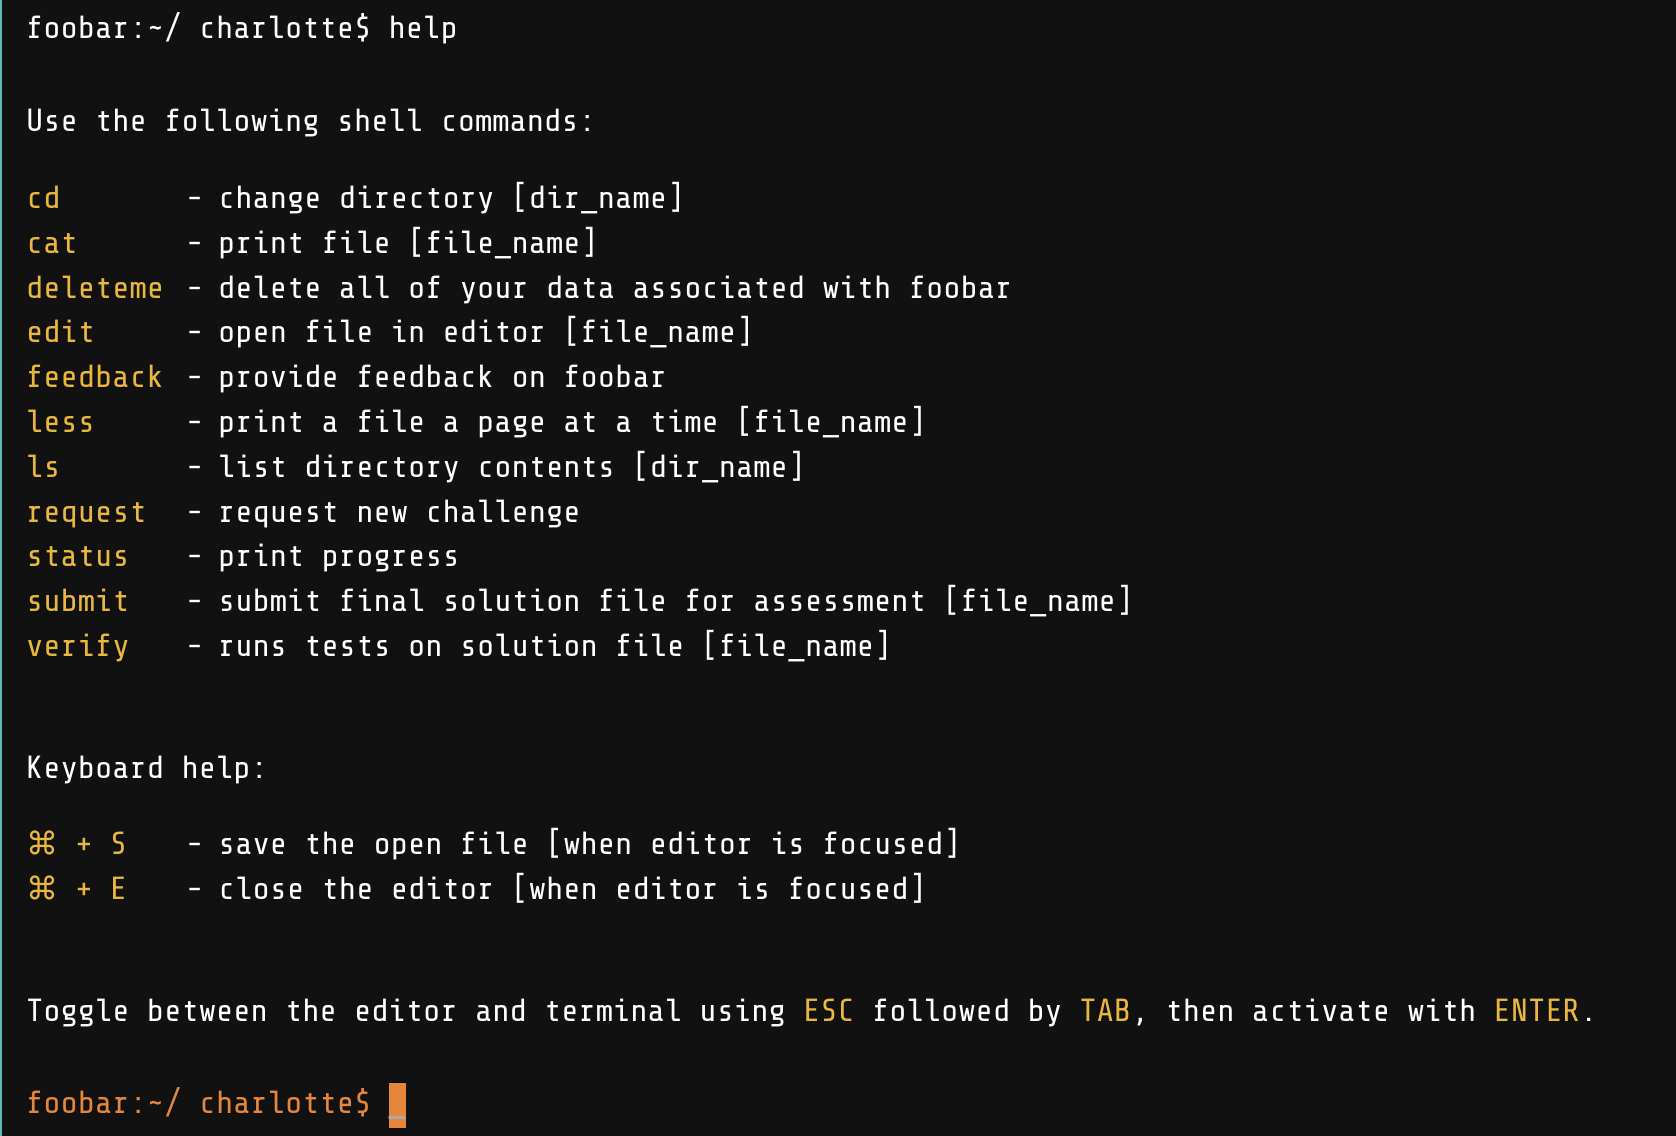 foobar:~/ charlotte$ help
Use the following shell commands:
cd - change directory [dir_name]
cat - print file [file_name]
deleteme - delete all of your data associated with foobar
edit - open file in editor [file_name]
feedback - provide feedback on foobar
less - print a file a page at a time [file_name]
ls - list directory contents [dir_name]
request - request new challenge
status - print progress
submit - submit final solution file for assessment [file_name]
verify - runs tests on solution file [file_name]
Keyboard help:
⌘ + S - save the open file [when editor is focused]
⌘ + E - close the editor [when editor is focused]
Toggle between the editor and terminal using ESC followed by TAB, then activate with ENTER.
foobar:~/ charlotte$ _